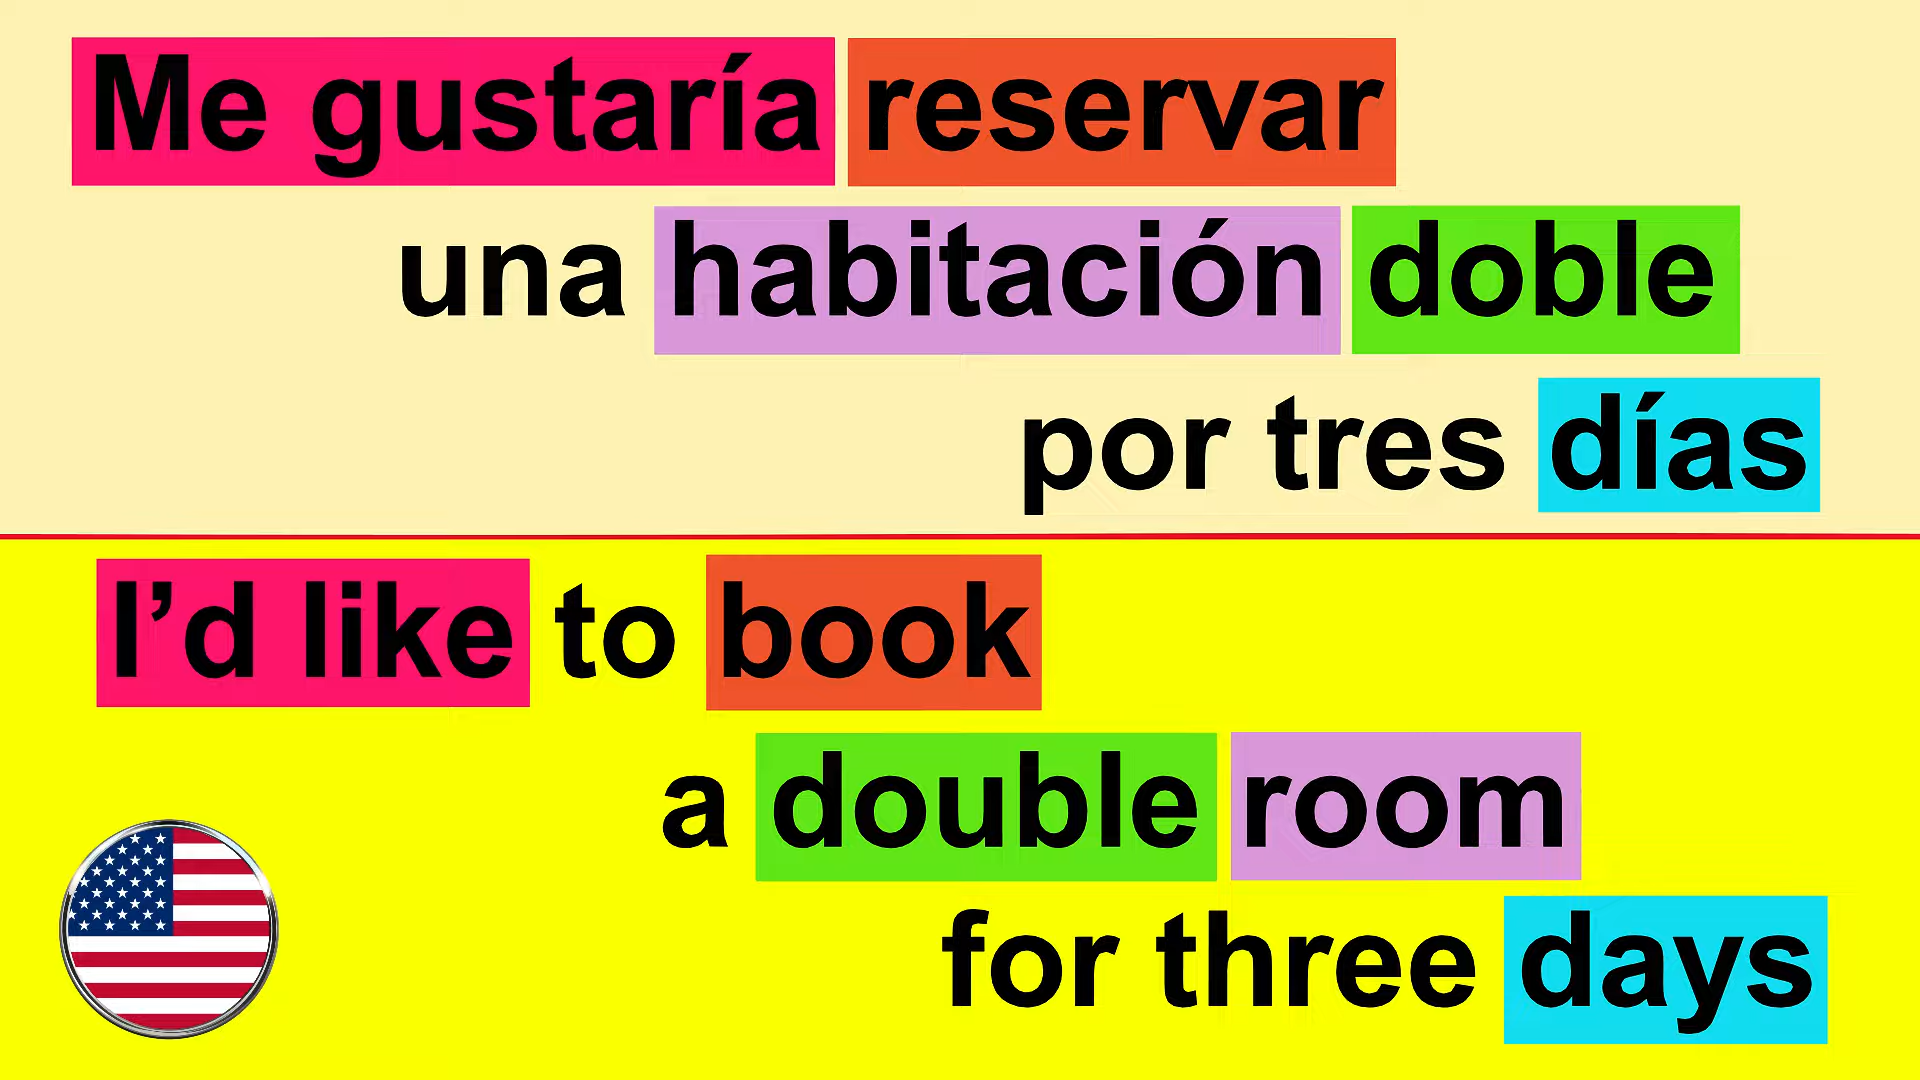 Me gustaría reservar
una habitación doble
por tres días
I’d like to book
a double room
for three days